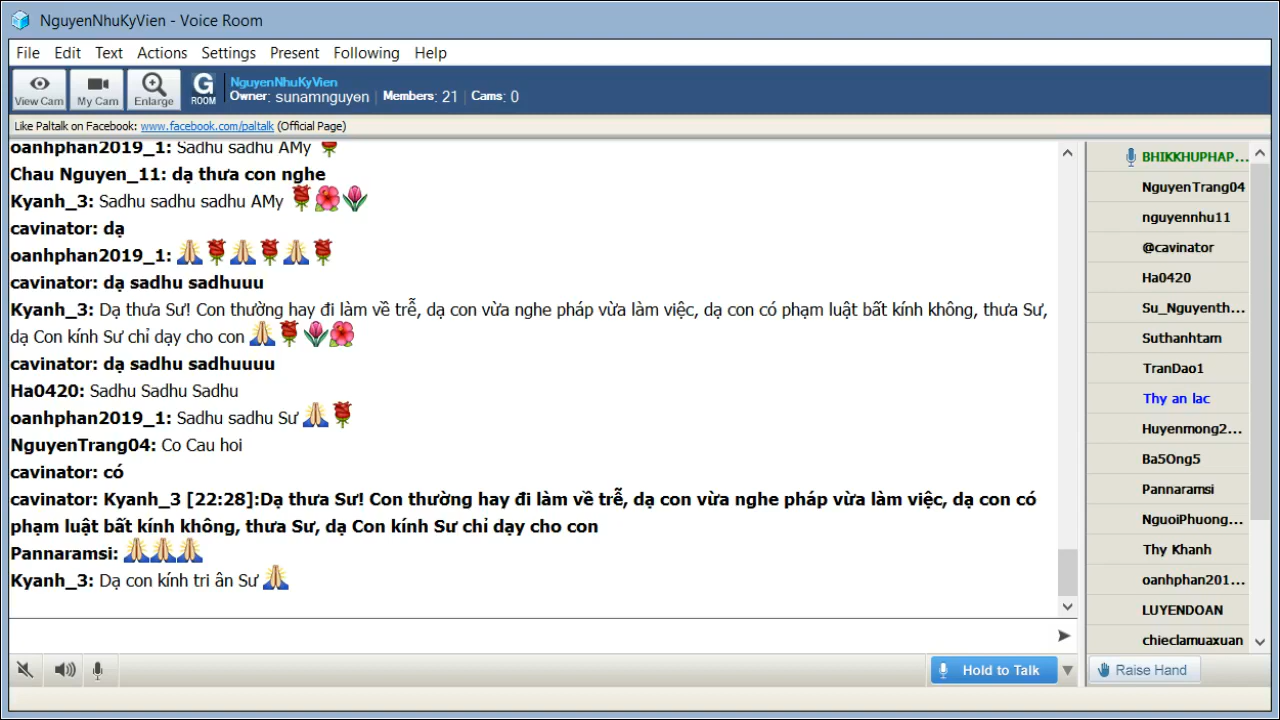 NguyenNhuKyVien - Voice Room
File Edit Text Actions Settings Present Following Help
View Cam
My Cam
Enlarge
G ROOM
NguyenNhuKyVien
Owner: sunamnguyen Members: 21 Cams: 0
Like Paltalk on Facebook: www.facebook.com/paltalk (Official Page)
oanhphan2019_1: Sadhu sadhu AMy
Chau Nguyen_11: dạ thưa con nghe
Kyanh_3: Sadhu sadhu sadhu AMy
cavinator: dạ
oanhphan2019_1:
cavinator: dạ sadhu sadhuuu
Kyanh_3: Dạ thưa Sư! Con thường hay đi làm về trễ, dạ con vừa nghe pháp vừa làm việc, dạ con có phạm luật bất kính không, thưa Sư,
dạ Con kính Sư chỉ dạy cho con
cavinator: dạ sadhu sadhuuuu
Ha0420: Sadhu Sadhu Sadhu
oanhphan2019_1: Sadhu sadhu Sư
NguyenTrang04: Co Cau hoi
cavinator: có
cavinator: Kyanh_3 [22:28]:Dạ thưa Sư! Con thường hay đi làm về trễ, dạ con vừa nghe pháp vừa làm việc, dạ con có
phạm luật bất kính không, thưa Sư, dạ Con kính Sư chỉ dạy cho con
Pannaramsi:
Kyanh_3: Dạ con kính tri ân Sư
BHIKKHUPHAP...
NguyenTrang04
nguyennhu11
@cavinator
Ha0420
Su_Nguyenth...
Suthanhtam
TranDao1
Thy an lac
Huyenmong2...
Ba5Ong5
Pannaramsi
NguoiPhuong...
Thy Khanh
oanhphan201...
LUYENDOAN
chieclamuaxuan
Hold to Talk
Raise Hand